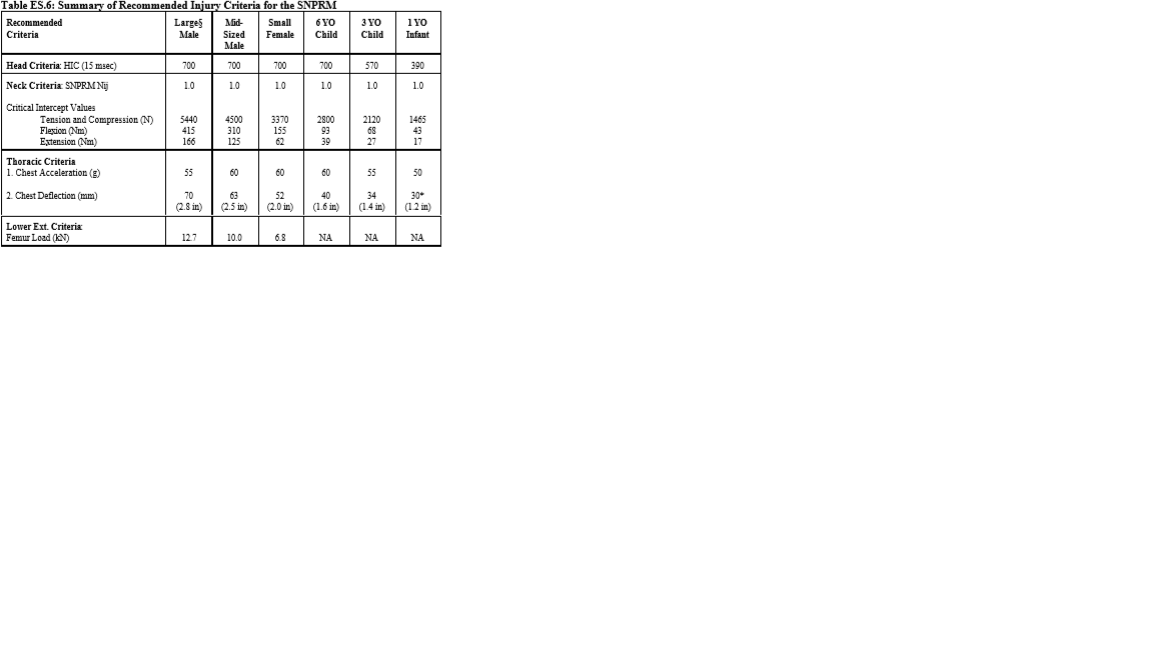 Table ES.6: Summary of Recommended Injury Criteria for the SNPRM
Recommended Criteria Large§ Male Mid-Sized Male Small Female 6 YO Child 3 YO Child 1 YO Infant
Head Criteria: HIC (15 msec) 700 700 700 700 570 390
Neck Criteria: SNPRM Nij 1.0 1.0 1.0 1.0 1.0 1.0
Critical Intercept Values
Tension and Compression (N) 5440 4500 3370 2800 2120 1465
Flexion (Nm) 415 310 155 93 68 43
Extension (Nm) 166 125 62 39 27 17
Thoracic Criteria
1. Chest Acceleration (g) 55 60 60 60 55 50
2. Chest Deflection (mm) 70 63 52 40 34 30*
(2.8 in) (2.5 in) (2.0 in) (1.6 in) (1.4 in) (1.2 in)
Lower Ext. Criteria:
Femur Load (kN) 12.7 10.0 6.8 NA NA NA